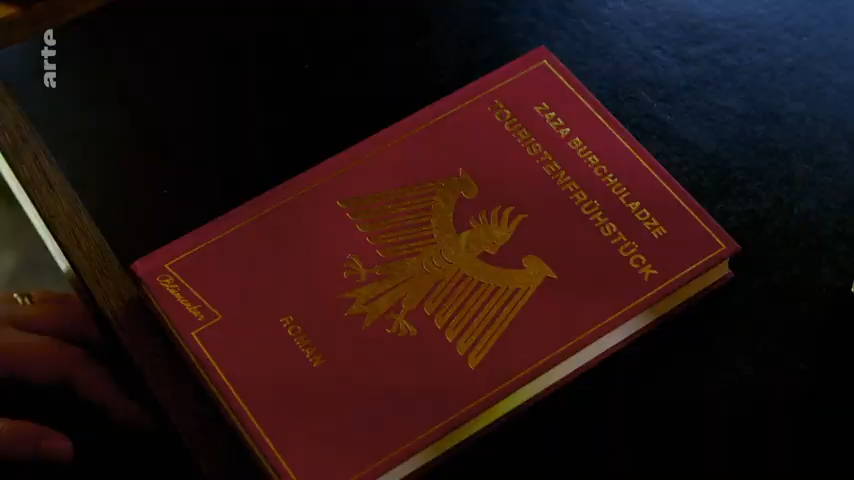 arte
ZAZA BURCHULADZE
TOURISTENFRÜHSTÜCK
ROMAN
Blumenbar